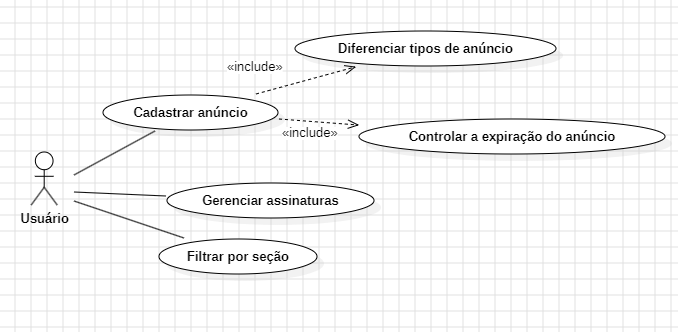 Diferenciar tipos de anúncio
«include»
Cadastrar anúncio
«include»
Controlar a expiração do anúncio
Usuário
Gerenciar assinaturas
Filtrar por seção